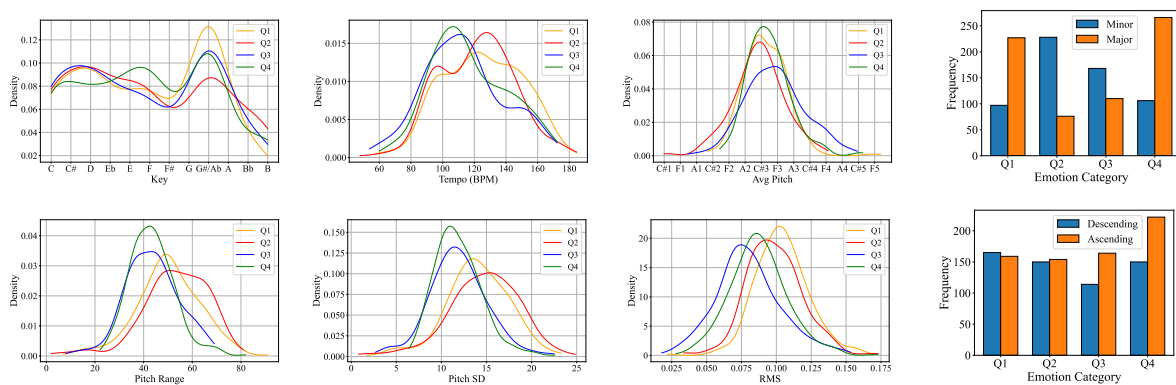 Density
0.12
0.10
0.08
0.06
0.04
0.02
C C# D Eb E F F# G G#/Ab A Bb B
Key
Q1
Q2
Q3
Q4
Density
0.015
0.010
0.005
0.000
60 80 100 120 140 160 180
Tempo (BPM)
Q1
Q2
Q3
Q4
Density
0.08
0.06
0.04
0.02
0.00
C#1 F1 A1 C#2 F2 A2 C#3 F3 A3 C#4 F4 A4 C#5 F5
Avg Pitch
Q1
Q2
Q3
Q4
Frequency
250
200
150
100
50
0
Q1 Q2 Q3 Q4
Emotion Category
Minor
Major
Density
0.04
0.03
0.02
0.01
0.00
0 20 40 60 80
Pitch Range
Q1
Q2
Q3
Q4
Density
0.150
0.125
0.100
0.075
0.050
0.025
0.000
0 5 10 15 20 25
Pitch SD
Q1
Q2
Q3
Q4
Density
20
15
10
5
0
0.025 0.050 0.075 0.100 0.125 0.150 0.175
RMS
Q1
Q2
Q3
Q4
Frequency
200
150
100
50
0
Q1 Q2 Q3 Q4
Emotion Category
Descending
Ascending